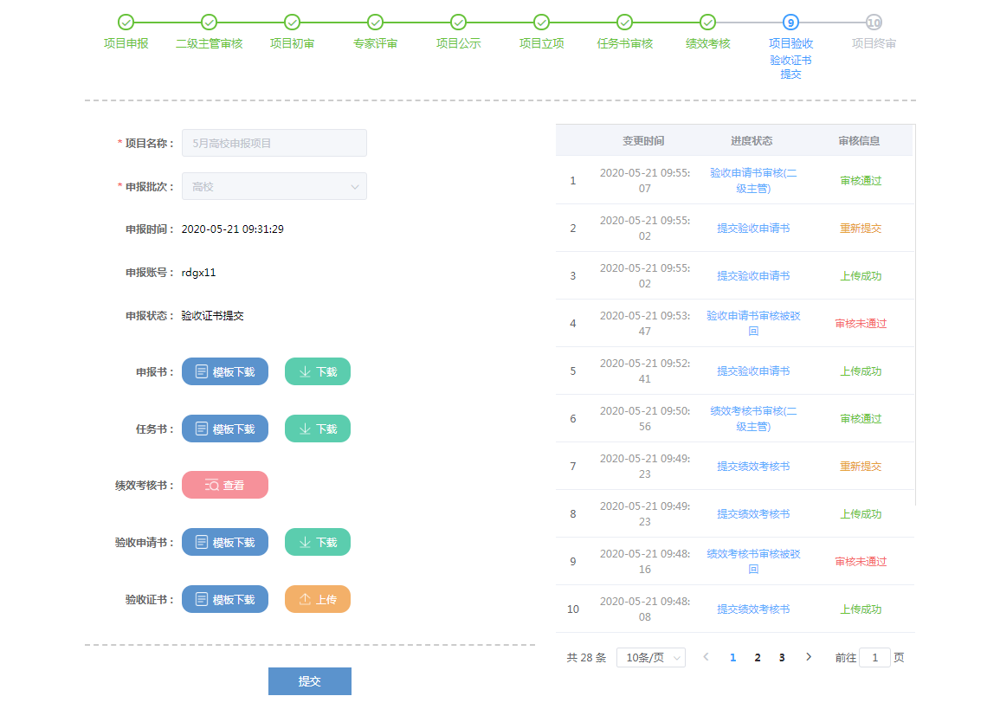 9
10
项目申报
二级主管审核
项目初审
专家评审
项目公示
项目立项
任务书审核
绩效考核
项目验收
项目终审
验收证书
提交
* 项目名称：
5月高校申报项目
* 申报批次：
高校
申报时间：
2020-05-21 09:31:29
申报账号：
rdgx11
申报状态：
验收证书提交
申报书：
模板下载
下载
任务书：
模板下载
下载
绩效考核书：
查看
验收申请书：
模板下载
下载
验收证书：
模板下载
上传
提交
变更时间
进度状态
审核信息
1
2020-05-21 09:55:
07
验收申请书审核(二
级主管)
审核通过
2
2020-05-21 09:55:
02
提交验收申请书
重新提交
3
2020-05-21 09:55:
02
提交验收申请书
上传成功
4
2020-05-21 09:53:
47
验收申请书审核被驳
回
审核未通过
5
2020-05-21 09:52:
41
提交验收申请书
上传成功
6
2020-05-21 09:50:
56
绩效考核书审核(二
级主管)
审核通过
7
2020-05-21 09:49:
23
提交绩效考核书
重新提交
8
2020-05-21 09:49:
23
提交绩效考核书
上传成功
9
2020-05-21 09:48:
16
绩效考核书审核被驳
回
审核未通过
10
2020-05-21 09:48:
08
提交绩效考核书
上传成功
共 28 条
10条/页
1
2
3
前往
1
页